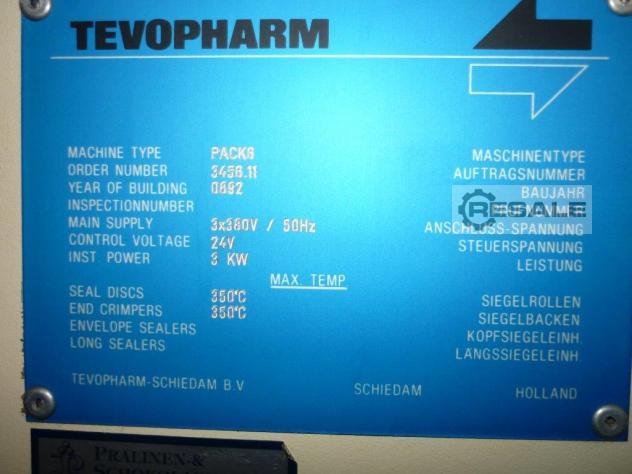 TEVOPHARM
MACHINE TYPE PACK6 MASCHINENTYPE
ORDER NUMBER 3456.11 AUFTRAGSNUMMER
YEAR OF BUILDING 0692 BAUJAHR
INSPECTIONNUMBER
RESALE
MAIN SUPPLY 3x380V / 50Hz ANSCHLUSS-SPANNUNG
CONTROL VOLTAGE 24V STEUERSPANNUNG
INST POWER 3 KW LEISTUNG
MAX. TEMP
SEAL DISCS 350°C SIEGELROLLEN
END CRIMPERS 350°C SIEGELBACKEN
ENVELOPE SEALERS KOPFSIEGELEINH.
LONG SEALERS LÄNGSSIEGELEINH.
TEVOPHARM-SCHIEDAM B.V SCHIEDAM HOLLAND
PRALINEN-&